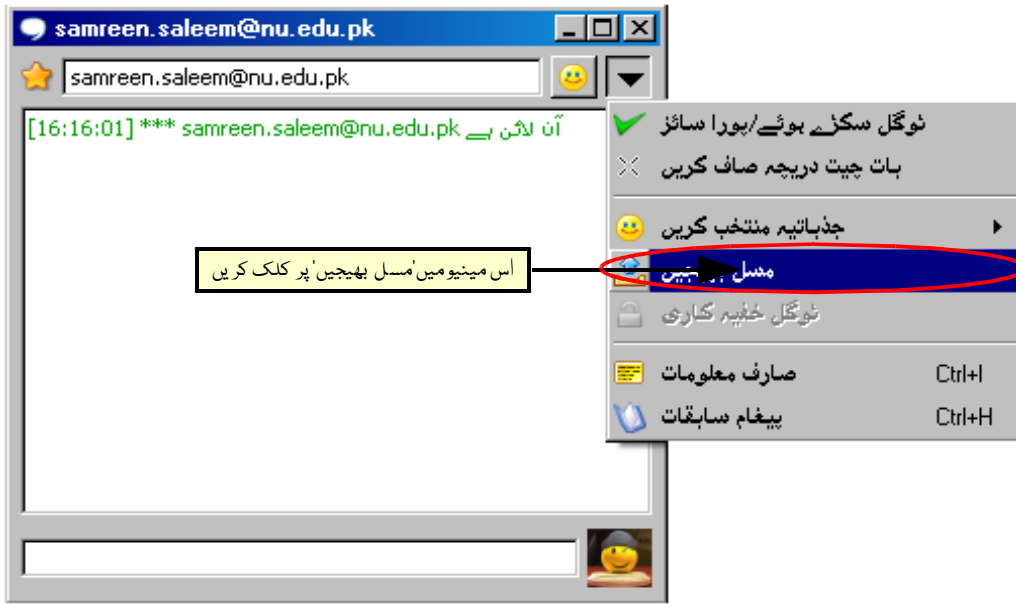 samreen.saleem@nu.edu.pk
samreen.saleem@nu.edu.pk
[16:16:01] *** samreen.saleem@nu.edu.pk آن لائن ہے
ٹوگل سکڑے ہوئے/پورا سائز
بات چیت دریچہ صاف کریں
جذباتیہ منتخب کریں
مسل بھیجیں
اس مینیو میں'مسل بھیجیں'پر کلک کریں
ٹوگل خفیہ کاری
صارف معلومات Ctrl+I
پیغام سابقات Ctrl+H